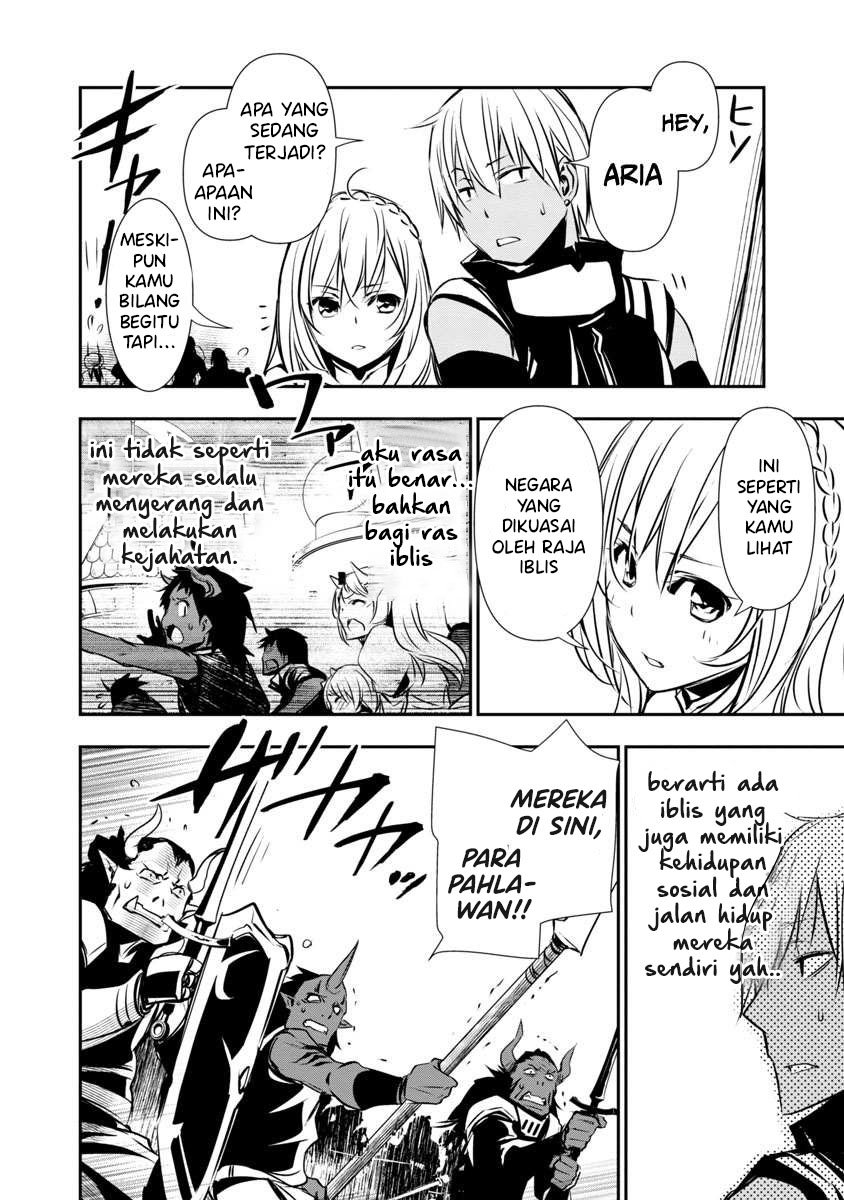 HEY,
ARIA
APA YANG
SEDANG
TERJADI?
APA-
APAAN
INI?
MESKI-
PUN
KAMU
BILANG
BEGITU
TAPI...
ヒソ
INI
SEPERTI
YANG
KAMU
LIHAT
NEGARA
YANG
DIKUASAI
OLEH RAJA
IBLIS
aku rasa
itu benar...
bahkan
bagi ras
iblis
ini tidak seperti
mereka selalu
menyerang dan
melakukan
kejahatan.
berarti ada
iblis yang
juga memiliki
kehidupan
sosial dan
jalan hidup
mereka
sendiri yah..
MEREKA
DI SINI,
PARA
PAHLA-
WAN!!